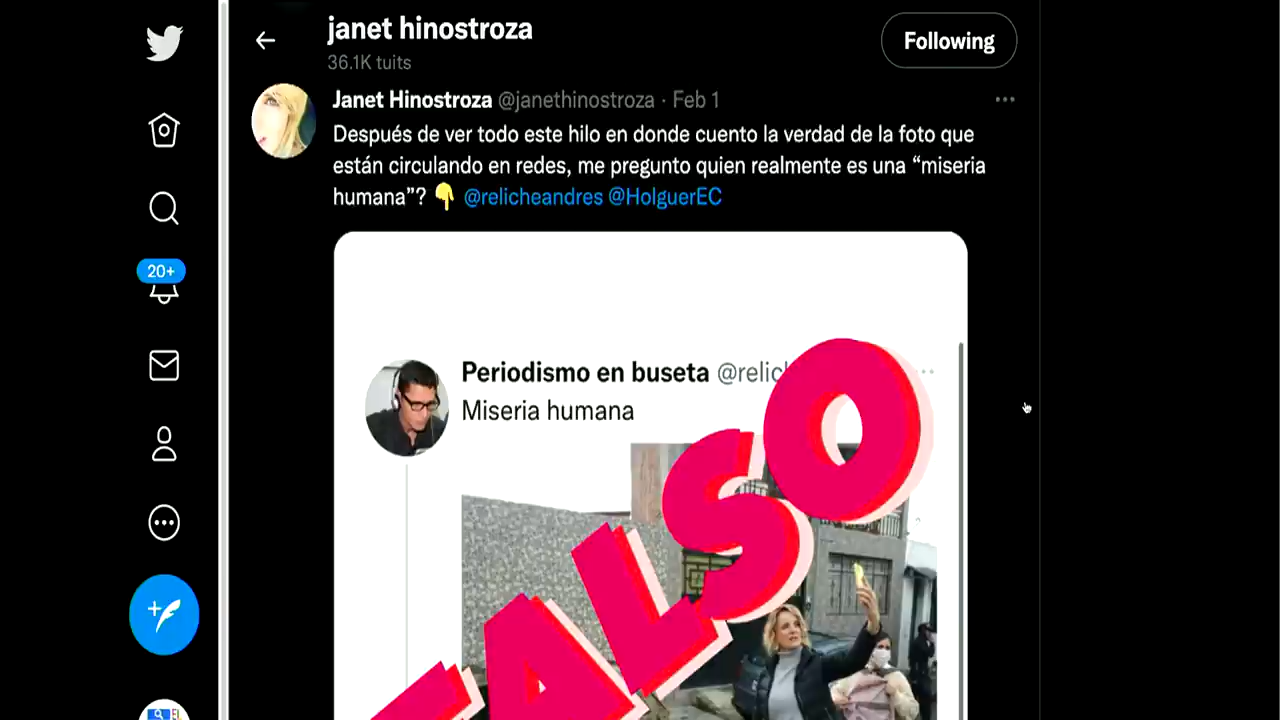 janet hinostroza
36.1K tuits
Following
Janet Hinostroza @janethinostroza · Feb 1
Después de ver todo este hilo en donde cuento la verdad de la foto que
están circulando en redes, me pregunto quien realmente es una “miseria
humana”? 👇 @relicheandres @HolguerEC
20+
Periodismo en buseta @relic
Miseria humana
FALSO